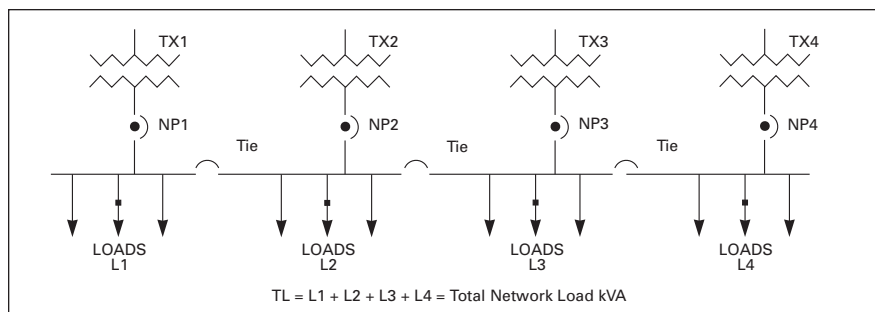 TX1 TX2 TX3 TX4
NP1 NP2 NP3 NP4
Tie Tie Tie
LOADS LOADS LOADS LOADS
L1 L2 L3 L4
TL = L1 + L2 + L3 + L4 = Total Network Load kVA